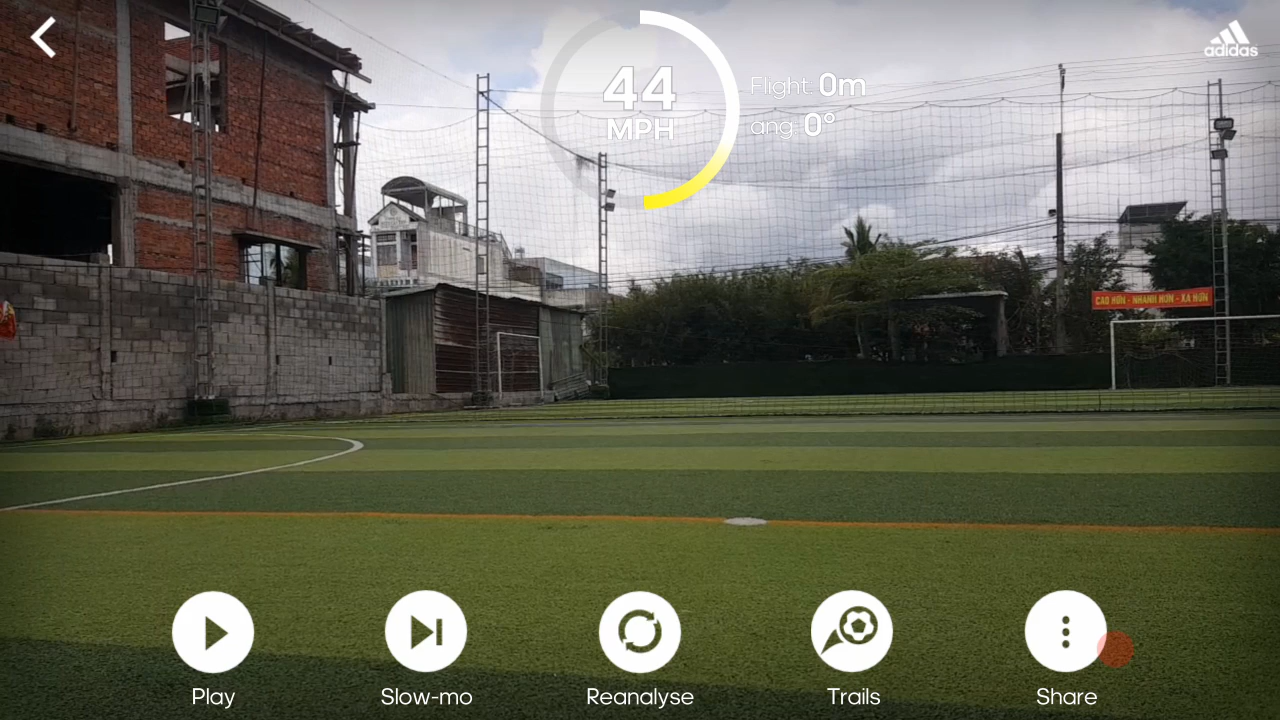 44
MPH
Flight 0m
ang 0°
adidas
CAO HƠN - NHANH HƠN - XA HƠN
Play
Slow-mo
Reanalyse
Trails
Share